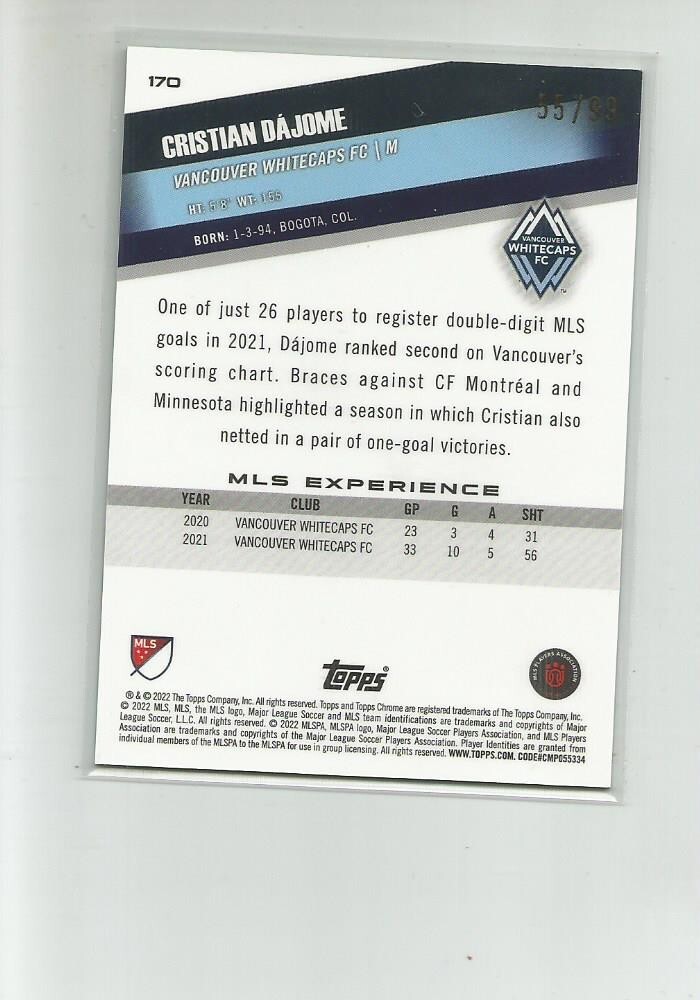 170
55/99
CRISTIAN DÁJOME
VANCOUVER WHITECAPS FC \ M
HT: 5'8" WT: 155
BORN: 1-3-94, BOGOTA, COL.
VANCOUVER
WHITECAPS
FC
™
One of just 26 players to register double-digit MLS
goals in 2021, Dájome ranked second on Vancouver's
scoring chart. Braces against CF Montréal and
Minnesota highlighted a season in which Cristian also
netted in a pair of one-goal victories.
MLS EXPERIENCE
YEAR CLUB GP G A SHT
2020 VANCOUVER WHITECAPS FC 23 3 4 31
2021 VANCOUVER WHITECAPS FC 33 10 5 56
MLS
topps®
MLS PLAYERS ASSOCIATION
® & © 2022 The Topps Company, Inc. All rights reserved. Topps and Topps Chrome are registered trademarks of The Topps Company, Inc.
© 2022 MLS, MLS, the MLS logo, Major League Soccer and MLS team identifications are trademarks and copyrights of Major
League Soccer, L.L.C. All rights reserved. © 2022 MLSPA, MLSPA logo, Major League Soccer Players Association, and MLS Players
Association are trademarks and copyrights of the Major League Soccer Players Association. Player Identities are granted from
individual members of the MLSPA to the MLSPA for use in group licensing. All rights reserved. WWW.TOPPS.COM. CODE#CMP055334